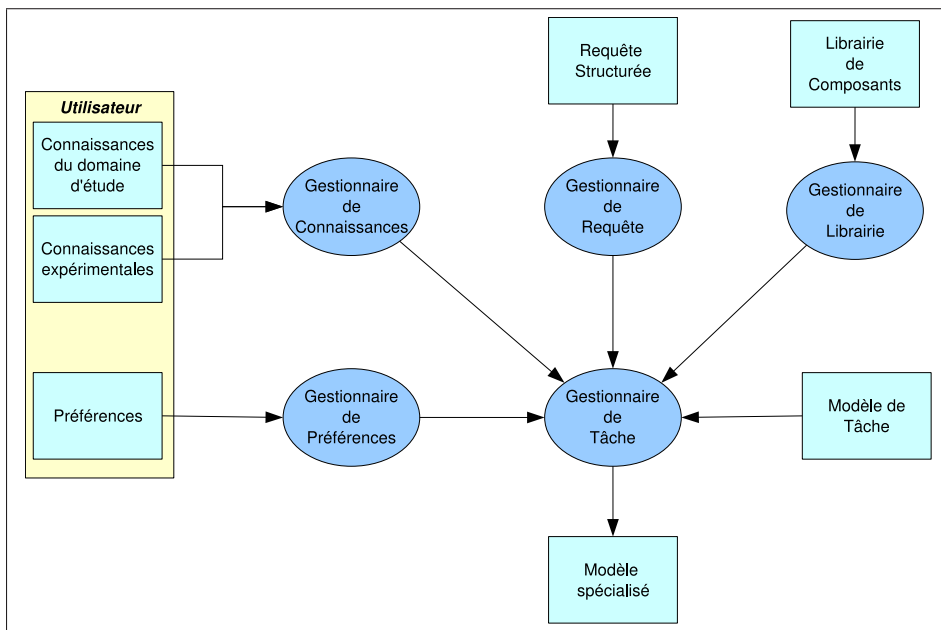 Requête
Structurée
Librairie
de
Composants
Utilisateur
Connaissances
du domaine
d'étude
Gestionnaire
de
Connaissances
Gestionnaire
de
Requête
Gestionnaire
de
Librairie
Connaissances
expérimentales
Préférences
Gestionnaire
de
Préférences
Gestionnaire
de
Tâche
Modèle de
Tâche
Modèle
spécialisé